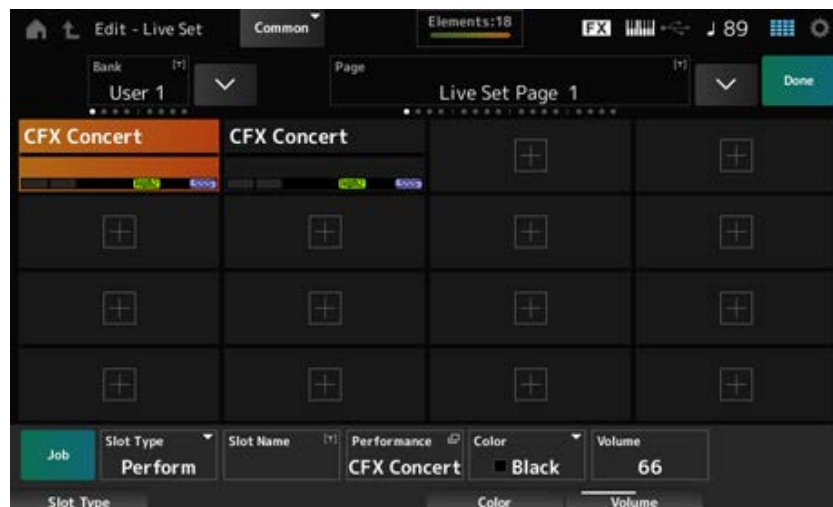 Edit - Live Set
Common
Elements:18
FX
89
Bank
User 1
Page
Live Set Page 1
Done
CFX Concert
CFX Concert
Job
Slot Type
Perform
Slot Name
Performance
CFX Concert
Color
Black
Volume
66
Slot Type
Color
Volume